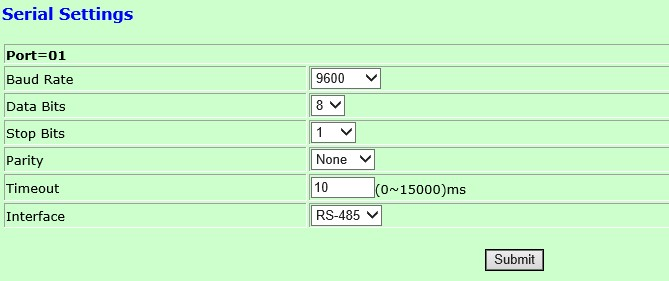 Serial Settings
Port=01
Baud Rate 9600
Data Bits 8
Stop Bits 1
Parity None
Timeout 10 (0~15000)ms
Interface RS-485
Submit